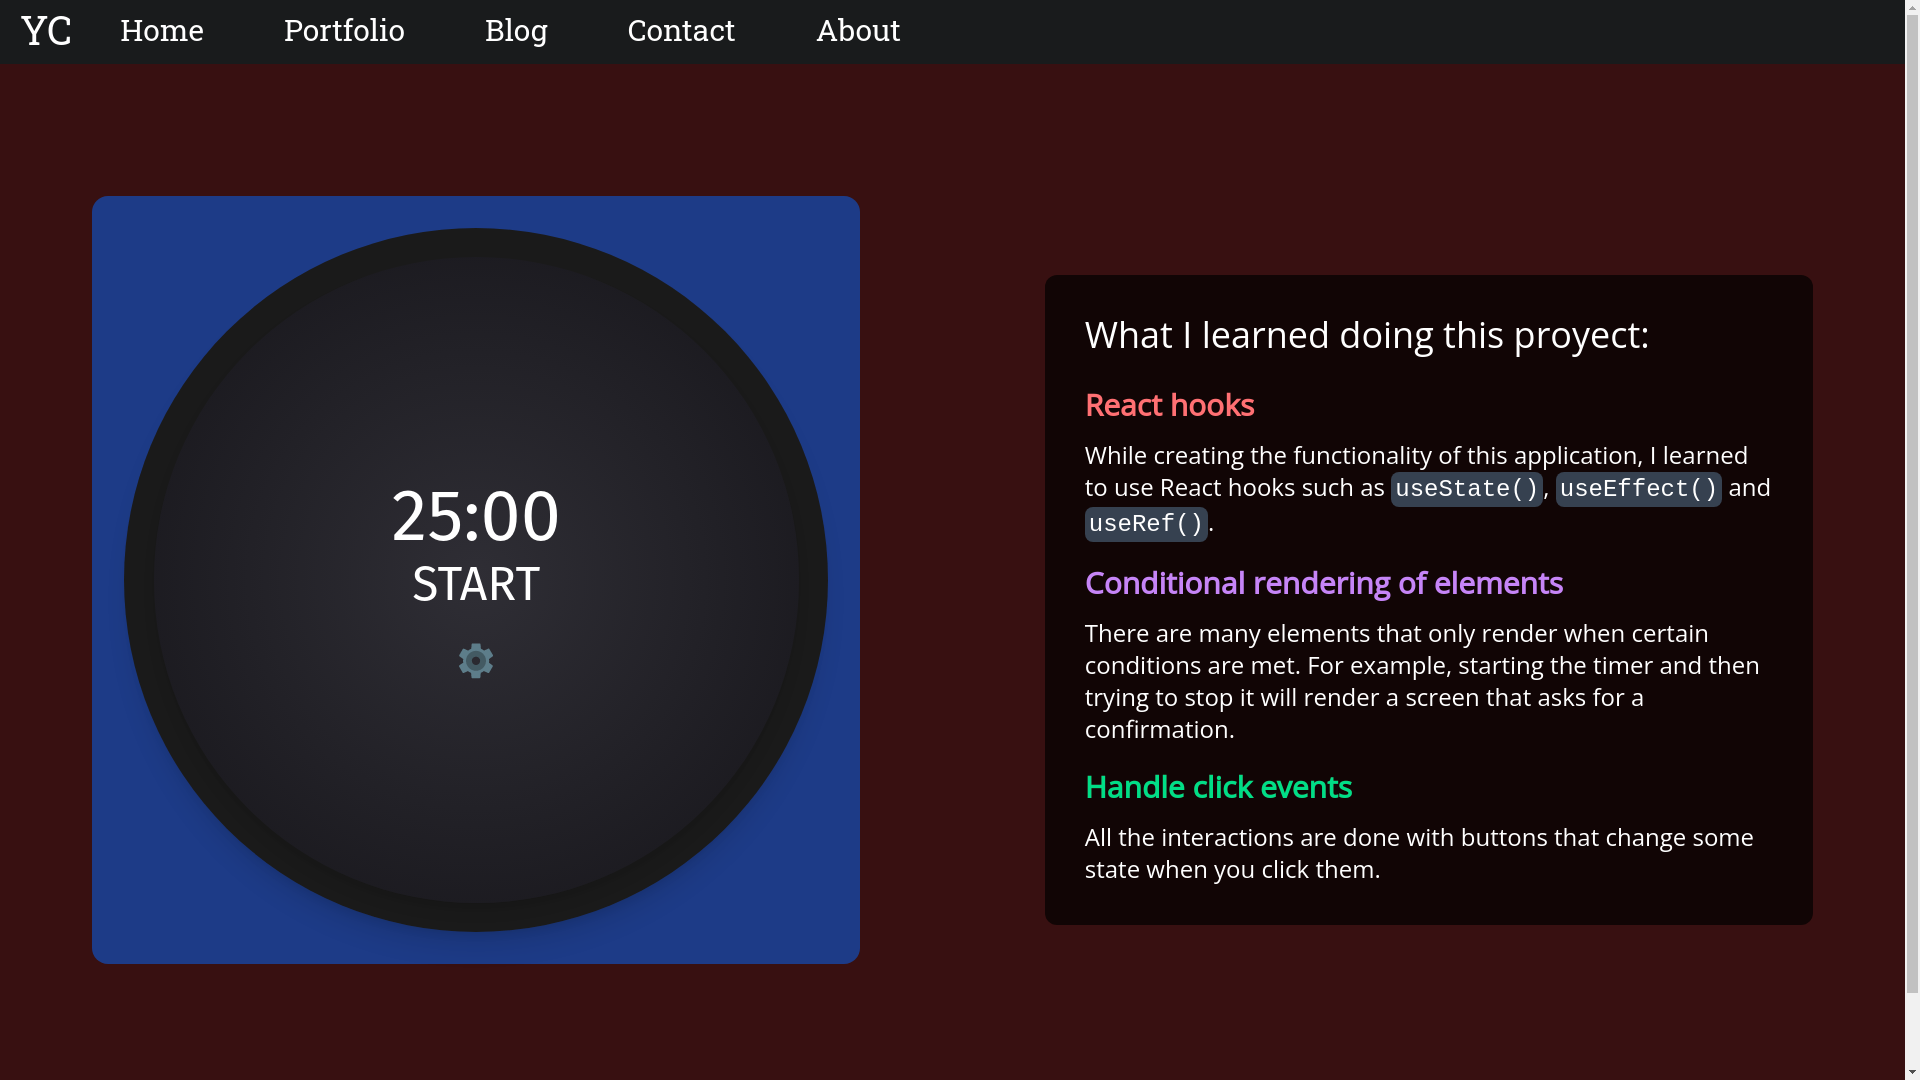 YC Home Portfolio Blog Contact About
25:00
START
What I learned doing this proyect:
React hooks
While creating the functionality of this application, I learned
to use React hooks such as useState(), useEffect() and
useRef().
Conditional rendering of elements
There are many elements that only render when certain
conditions are met. For example, starting the timer and then
trying to stop it will render a screen that asks for a
confirmation.
Handle click events
All the interactions are done with buttons that change some
state when you click them.